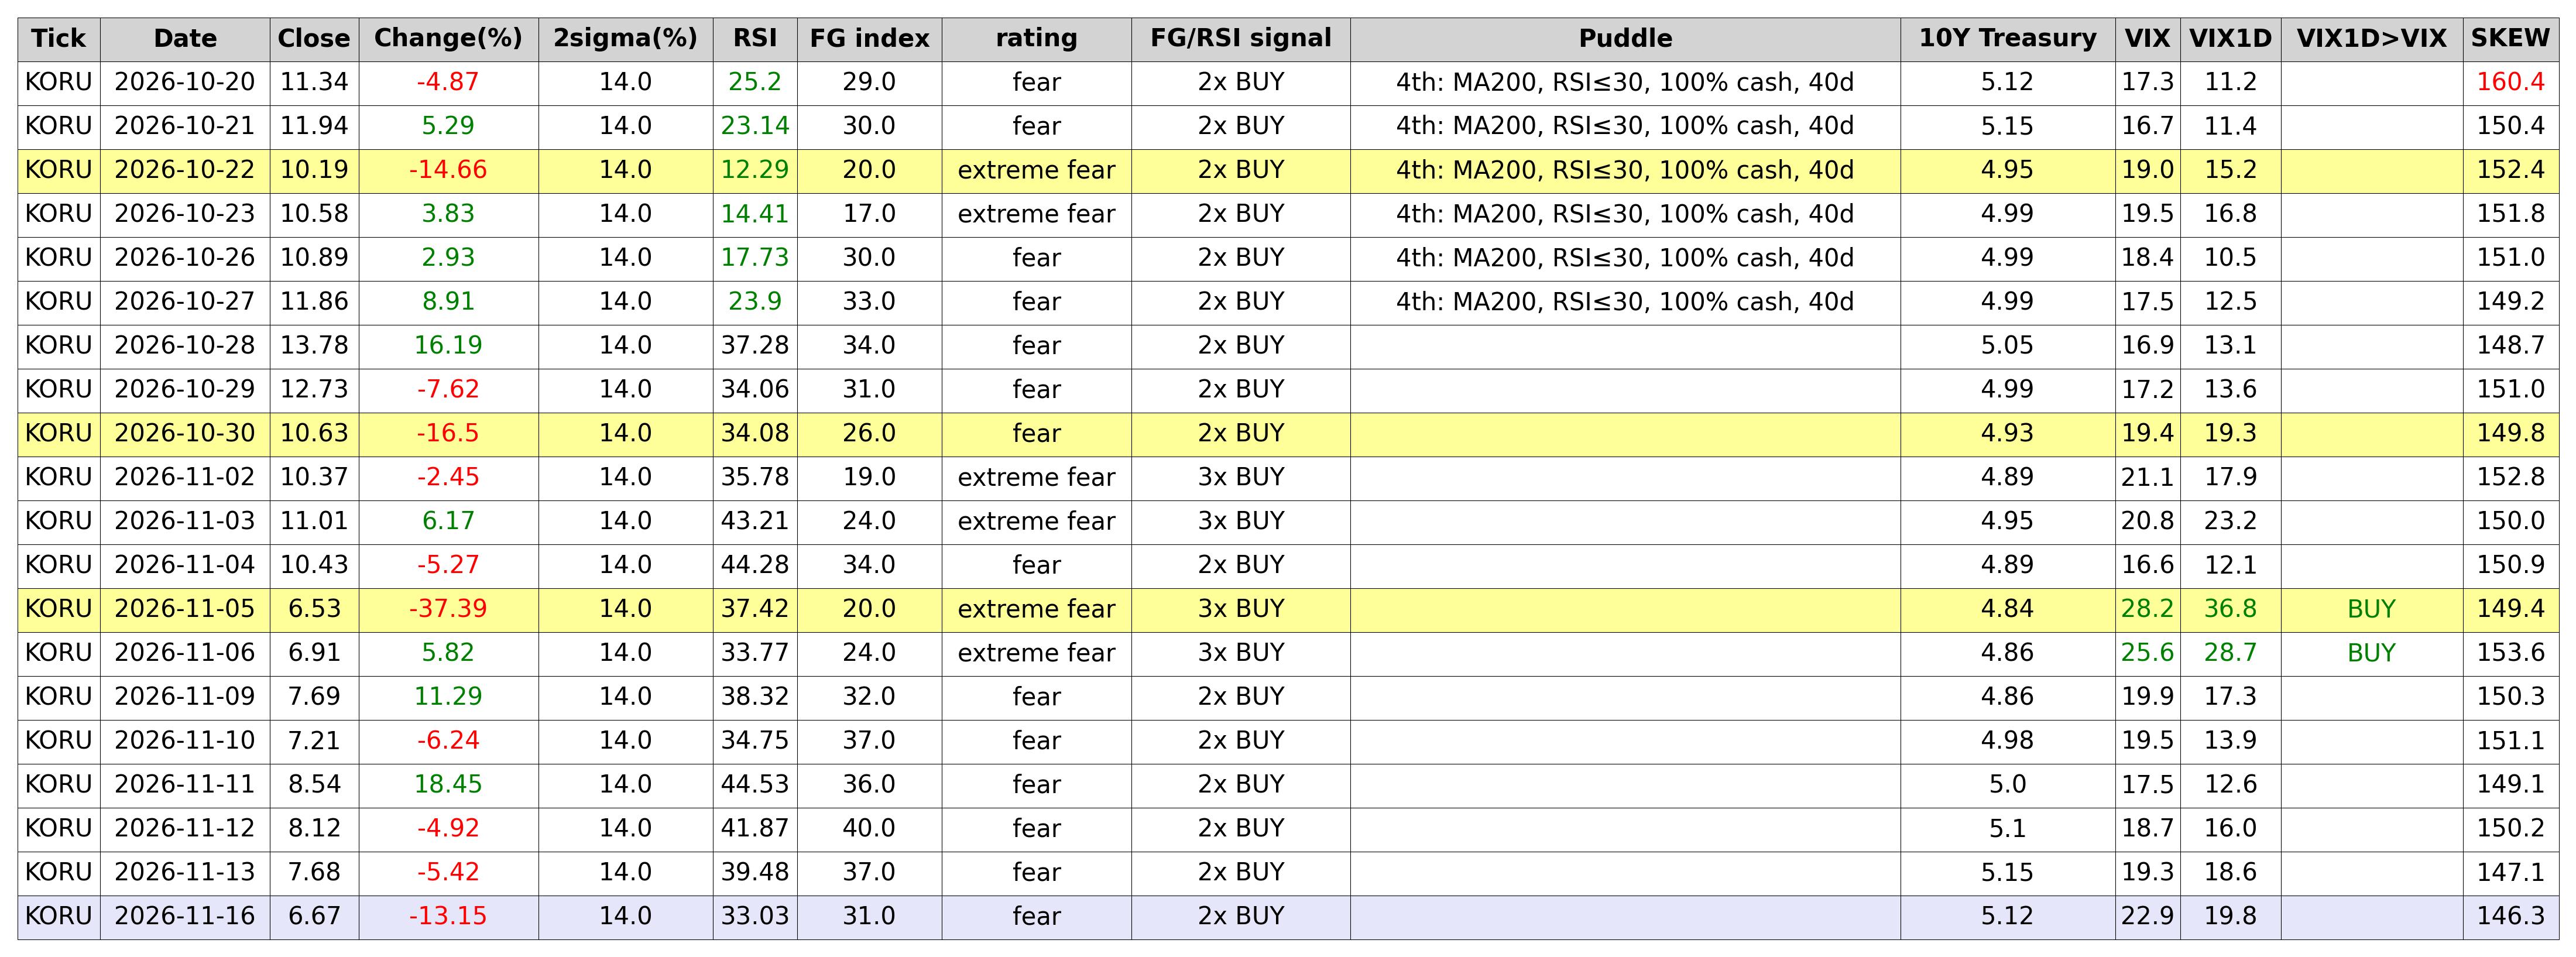 Tick Date Close Change(%) 2sigma(%) RSI FG index rating FG/RSI signal Puddle 10Y Treasury VIX VIX1D VIX1D>VIX SKEW
KORU 2026-10-20 11.34 -4.87 14.0 25.2 29.0 fear 2x BUY 4th: MA200, RSI≤30, 100% cash, 40d 5.12 17.3 11.2 160.4
KORU 2026-10-21 11.94 5.29 14.0 23.14 30.0 fear 2x BUY 4th: MA200, RSI≤30, 100% cash, 40d 5.15 16.7 11.4 150.4
KORU 2026-10-22 10.19 -14.66 14.0 12.29 20.0 extreme fear 2x BUY 4th: MA200, RSI≤30, 100% cash, 40d 4.95 19.0 15.2 152.4
KORU 2026-10-23 10.58 3.83 14.0 14.41 17.0 extreme fear 2x BUY 4th: MA200, RSI≤30, 100% cash, 40d 4.99 19.5 16.8 151.8
KORU 2026-10-26 10.89 2.93 14.0 17.73 30.0 fear 2x BUY 4th: MA200, RSI≤30, 100% cash, 40d 4.99 18.4 10.5 151.0
KORU 2026-10-27 11.86 8.91 14.0 23.9 33.0 fear 2x BUY 4th: MA200, RSI≤30, 100% cash, 40d 4.99 17.5 12.5 149.2
KORU 2026-10-28 13.78 16.19 14.0 37.28 34.0 fear 2x BUY 5.05 16.9 13.1 148.7
KORU 2026-10-29 12.73 -7.62 14.0 34.06 31.0 fear 2x BUY 4.99 17.2 13.6 151.0
KORU 2026-10-30 10.63 -16.5 14.0 34.08 26.0 fear 2x BUY 4.93 19.4 19.3 149.8
KORU 2026-11-02 10.37 -2.45 14.0 35.78 19.0 extreme fear 3x BUY 4.89 21.1 17.9 152.8
KORU 2026-11-03 11.01 6.17 14.0 43.21 24.0 extreme fear 3x BUY 4.95 20.8 23.2 150.0
KORU 2026-11-04 10.43 -5.27 14.0 44.28 34.0 fear 2x BUY 4.89 16.6 12.1 150.9
KORU 2026-11-05 6.53 -37.39 14.0 37.42 20.0 extreme fear 3x BUY 4.84 28.2 36.8 BUY 149.4
KORU 2026-11-06 6.91 5.82 14.0 33.77 24.0 extreme fear 3x BUY 4.86 25.6 28.7 BUY 153.6
KORU 2026-11-09 7.69 11.29 14.0 38.32 32.0 fear 2x BUY 4.86 19.9 17.3 150.3
KORU 2026-11-10 7.21 -6.24 14.0 34.75 37.0 fear 2x BUY 4.98 19.5 13.9 151.1
KORU 2026-11-11 8.54 18.45 14.0 44.53 36.0 fear 2x BUY 5.0 17.5 12.6 149.1
KORU 2026-11-12 8.12 -4.92 14.0 41.87 40.0 fear 2x BUY 5.1 18.7 16.0 150.2
KORU 2026-11-13 7.68 -5.42 14.0 39.48 37.0 fear 2x BUY 5.15 19.3 18.6 147.1
KORU 2026-11-16 6.67 -13.15 14.0 33.03 31.0 fear 2x BUY 5.12 22.9 19.8 146.3